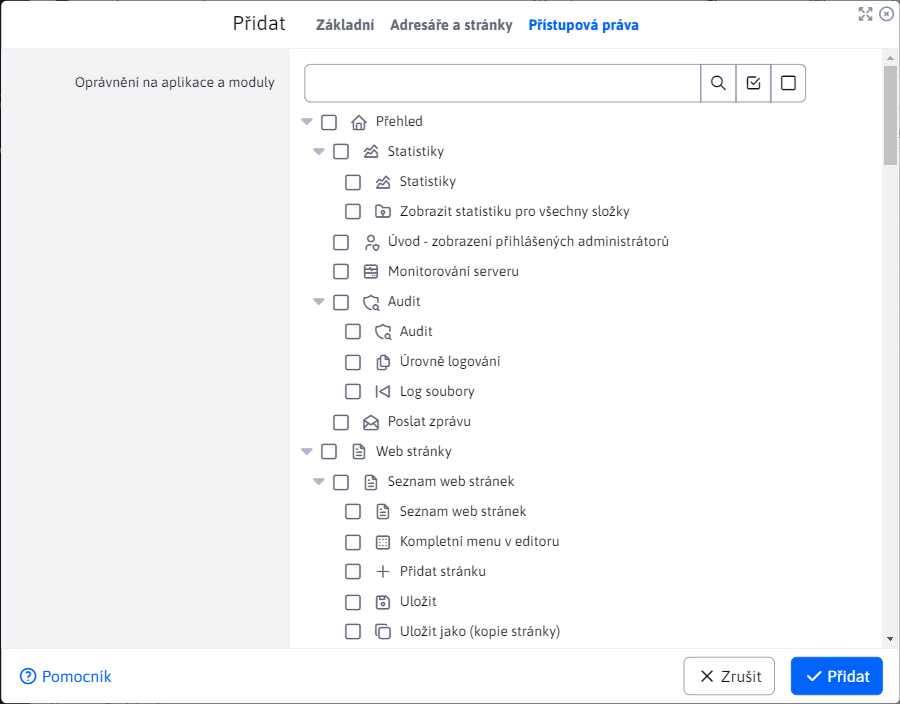 Přidat
Základní
Adresáře a stránky
Přístupová práva
Oprávnění na aplikace a moduly
Přehled
Statistiky
Statistiky
Zobrazit statistiku pro všechny složky
Úvod - zobrazení přihlášených administrátorů
Monitorování serveru
Audit
Audit
Úrovně logování
Log soubory
Poslat zprávu
Web stránky
Seznam web stránek
Seznam web stránek
Kompletní menu v editoru
Přidat stránku
Uložit
Uložit jako (kopie stránky)
Pomocník
Zrušit
Přidat